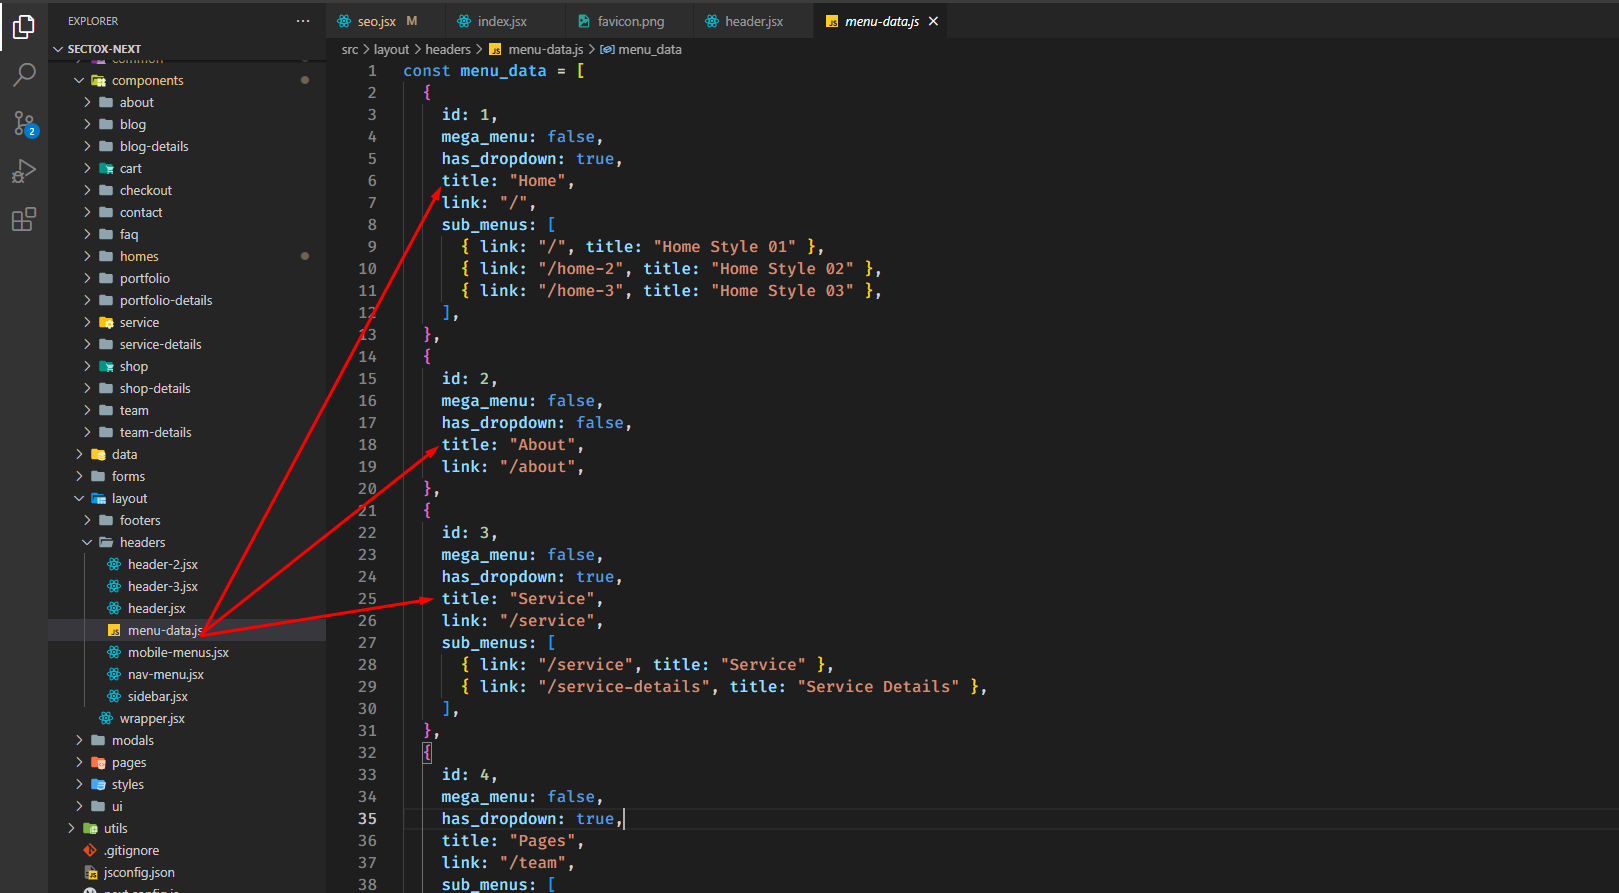 EXPLORER
···
SECTOX-NEXT
common
components
about
blog
blog-details
cart
checkout
contact
faq
homes
portfolio
portfolio-details
service
service-details
shop
shop-details
team
team-details
data
forms
layout
footers
headers
header-2.jsx
header-3.jsx
header.jsx
menu-data.js
mobile-menus.jsx
nav-menu.jsx
sidebar.jsx
wrapper.jsx
modals
pages
styles
ui
utils
.gitignore
jsconfig.json
next.config.js
2
seo.jsx M
index.jsx
favicon.png
header.jsx
JS menu-data.js ×
src > layout > headers > JS menu-data.js > menu_data
1 const menu_data = [
2 {
3 id: 1,
4 mega_menu: false,
5 has_dropdown: true,
6 title: "Home",
7 link: "/",
8 sub_menus: [
9 { link: "/", title: "Home Style 01" },
10 { link: "/home-2", title: "Home Style 02" },
11 { link: "/home-3", title: "Home Style 03" },
12 ],
13 },
14 {
15 id: 2,
16 mega_menu: false,
17 has_dropdown: false,
18 title: "About",
19 link: "/about",
20 },
21 {
22 id: 3,
23 mega_menu: false,
24 has_dropdown: true,
25 title: "Service",
26 link: "/service",
27 sub_menus: [
28 { link: "/service", title: "Service" },
29 { link: "/service-details", title: "Service Details" },
30 ],
31 },
32 {
33 id: 4,
34 mega_menu: false,
35 has_dropdown: true,
36 title: "Pages",
37 link: "/team",
38 sub_menus: [